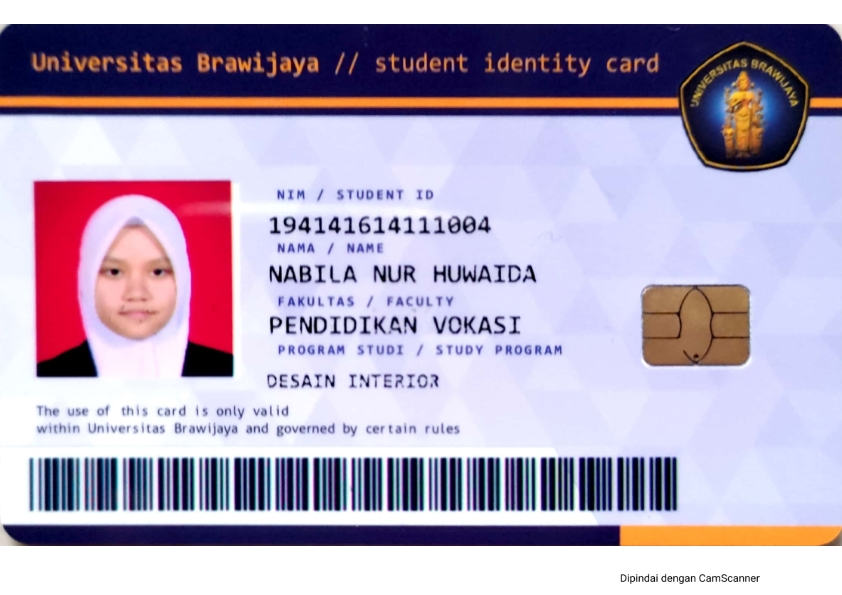 Universitas Brawijaya // student identity card
UNIVERSITAS BRAWIJAYA
NIM / STUDENT ID
194141614111004
NAMA / NAME
NABILA NUR HUWAIDA
FAKULTAS / FACULTY
PENDIDIKAN VOKASI
PROGRAM STUDI / STUDY PROGRAM
DESAIN INTERIOR
The use of this card is only valid
within Universitas Brawijaya and governed by certain rules
Dipindai dengan CamScanner